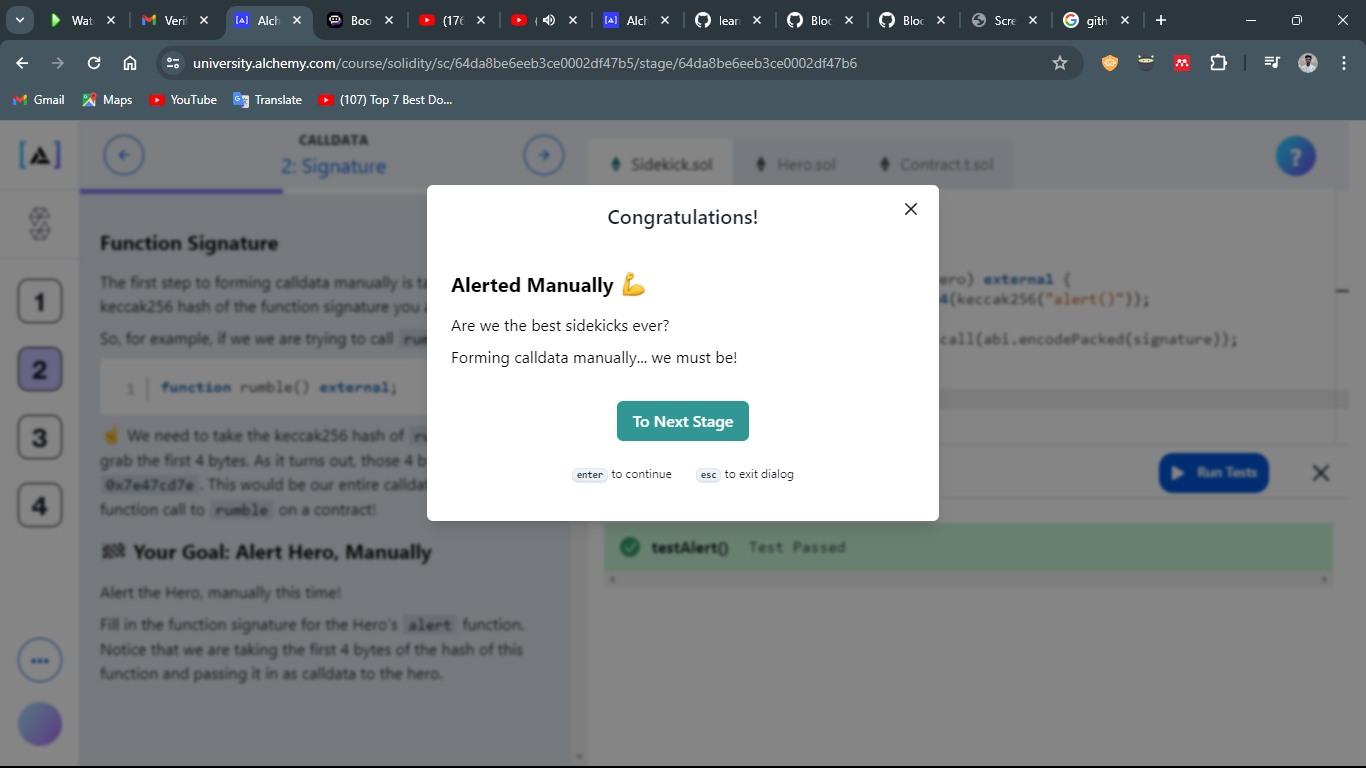 Wate
Verif
Alch
Boo
(176
(
Alch
lear
Bloc
Bloc
Scre
gith
university.alchemy.com/course/solidity/sc/64da8be6eeb3ce0002df47b5/stage/64da8be6eeb3ce0002df47b6
Gmail
Maps
YouTube
Translate
(107) Top 7 Best Do...
CALLDATA
2: Signature
Sidekick.sol
Hero.sol
Contract.t.sol
?
1
2
3
4
Function Signature
The first step to forming calldata manually is ta
keccak256 hash of the function signature you a
So, for example, if we we are trying to call rum
1 function rumble() external;
☝️ We need to take the keccak256 hash of ru
grab the first 4 bytes. As it turns out, those 4 b
0x7e47cd7e. This would be our entire calldat
function call to rumble on a contract!
🏁 Your Goal: Alert Hero, Manually
Alert the Hero, manually this time!
Fill in the function signature for the Hero's alert function.
Notice that we are taking the first 4 bytes of the hash of this
function and passing it in as calldata to the hero.
ero) external {
4(keccak256("alert()"));
call(abi.encodePacked(signature));
Congratulations!
Alerted Manually 💪
Are we the best sidekicks ever?
Forming calldata manually... we must be!
To Next Stage
enter to continue
esc to exit dialog
Run Tests
testAlert() Test Passed